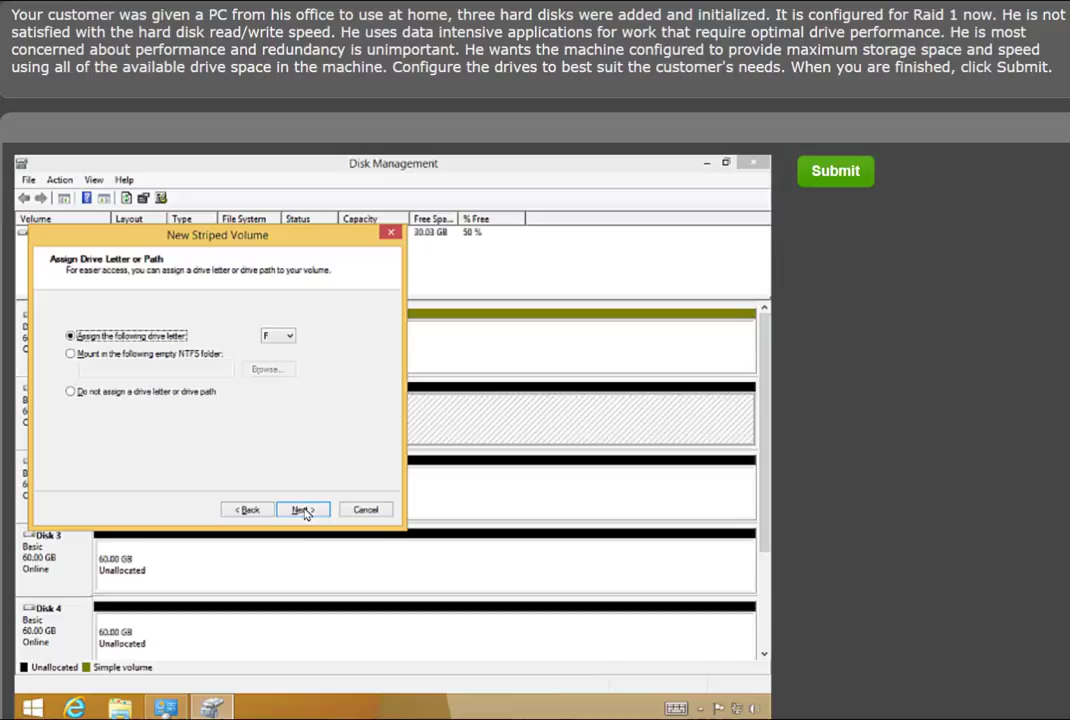 Your customer was given a PC from his office to use at home, three hard disks were added and initialized. It is configured for Raid 1 now. He is not
satisfied with the hard disk read/write speed. He uses data intensive applications for work that require optimal drive performance. He is most
concerned about performance and redundancy is unimportant. He wants the machine configured to provide maximum storage space and speed
using all of the available drive space in the machine. Configure the drives to best suit the customer's needs. When you are finished, click Submit.
Disk Management
Submit
File Action View Help
Volume Layout Type File System Status Capacity Free Spa... % Free
30.03 GB 50 %
New Striped Volume
Assign Drive Letter or Path
For easier access, you can assign a drive letter or drive path to your volume.
Assign the following drive letter: F
Mount in the following empty NTFS folder:
Browse...
Do not assign a drive letter or drive path
< Back Next > Cancel
Disk 3
Basic
60.00 GB
Online
60.00 GB
Unallocated
Disk 4
Basic
60.00 GB
Online
60.00 GB
Unallocated
Unallocated Simple volume